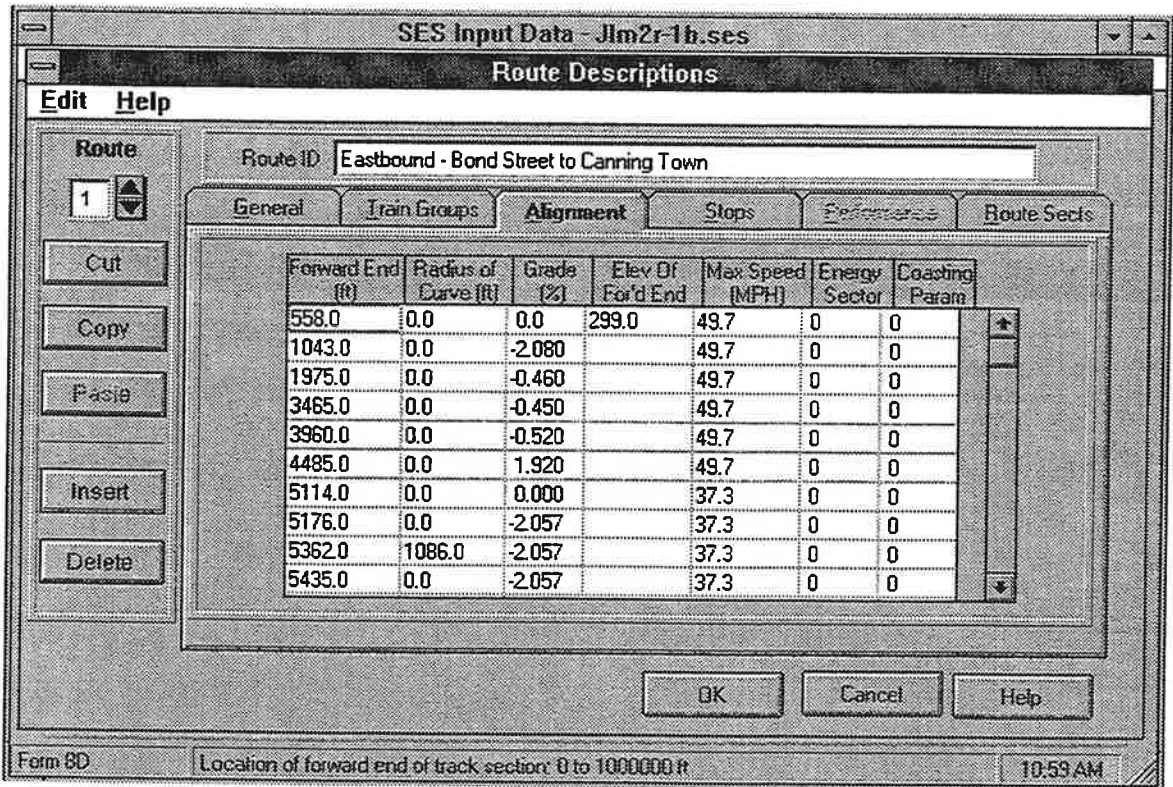 SES Input Data - Jlm2r-1b.ses
Route Descriptions
Edit Help
Route
1
Cut
Copy
Paste
Insert
Delete
Route ID Eastbound - Bond Street to Canning Town
General Train Groups Alignment Stops Performance Route Sects
Forward End (ft) Radius of Curve (ft) Grade (%) Elev Of For'd End Max Speed (MPH) Energy Sector Coasting Param
558.0 0.0 0.0 299.0 49.7 0 0
1043.0 0.0 -2.080 49.7 0 0
1975.0 0.0 -0.460 49.7 0 0
3465.0 0.0 -0.450 49.7 0 0
3960.0 0.0 -0.520 49.7 0 0
4485.0 0.0 1.920 49.7 0 0
5114.0 0.0 0.000 37.3 0 0
5176.0 0.0 -2.057 37.3 0 0
5362.0 1086.0 -2.057 37.3 0 0
5435.0 0.0 -2.057 37.3 0 0
OK Cancel Help
Form 8D Location of forward end of track section: 0 to 1000000 ft 10:59 AM